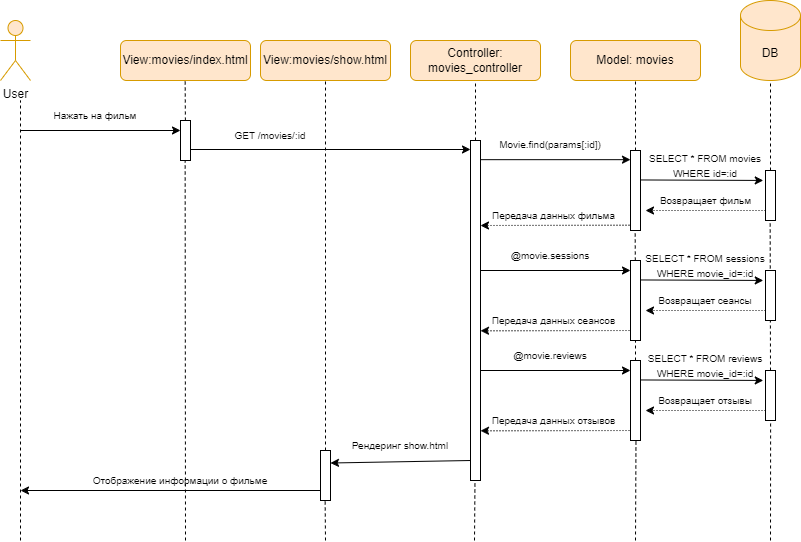 View:movies/index.html
View:movies/show.html
Controller:
movies_controller
Model: movies
DB
User
Нажать на фильм
GET /movies/:id
Movie.find(params[:id])
SELECT * FROM movies
WHERE id=:id
Возвращает фильм
Передача данных фильма
@movie.sessions
SELECT * FROM sessions
WHERE movie_id=:id
Возвращает сеансы
Передача данных сеансов
@movie.reviews
SELECT * FROM reviews
WHERE movie_id=:id
Возвращает отзывы
Передача данных отзывов
Рендеринг show.html
Отображение информации о фильме